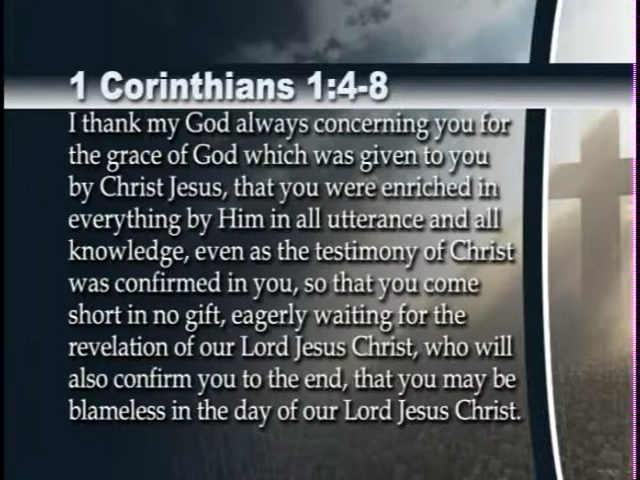 1 Corinthians 1:4-8
I thank my God always concerning you for
the grace of God which was given to you
by Christ Jesus, that you were enriched in
everything by Him in all utterance and all
knowledge, even as the testimony of Christ
was confirmed in you, so that you come
short in no gift, eagerly waiting for the
revelation of our Lord Jesus Christ, who will
also confirm you to the end, that you may be
blameless in the day of our Lord Jesus Christ.